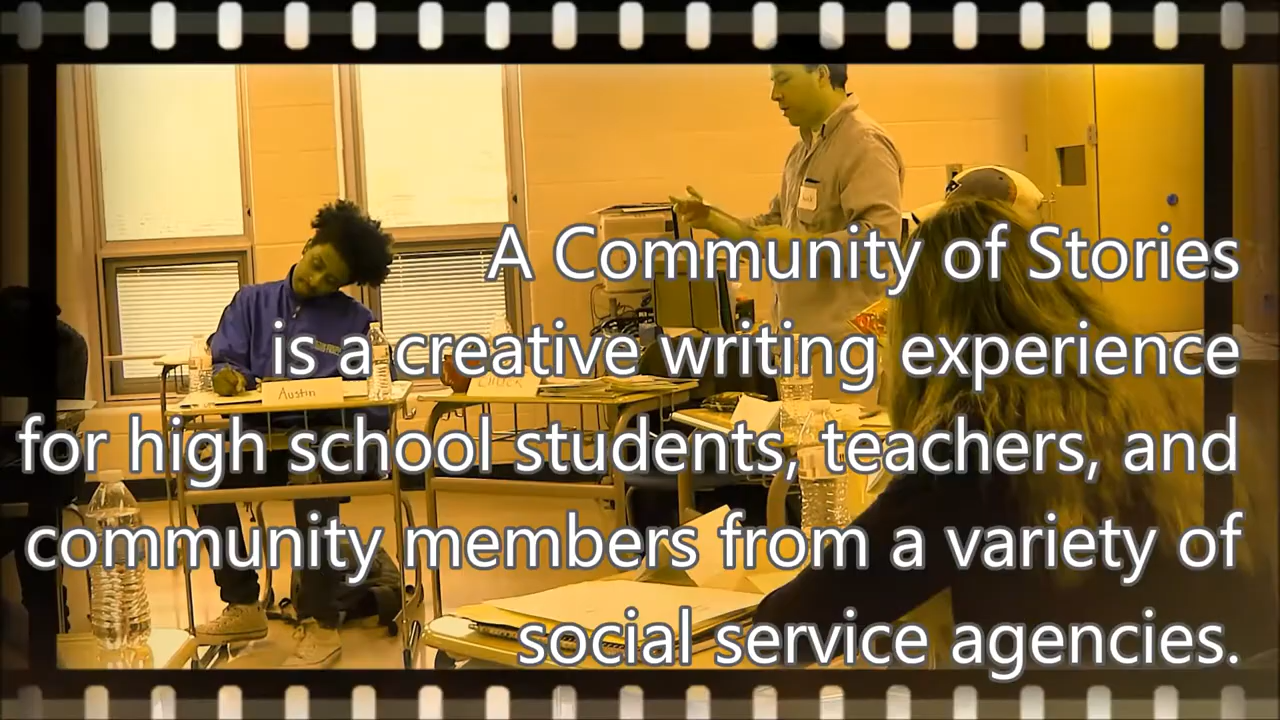 A Community of Stories
is a creative writing experience
for high school students, teachers, and
community members from a variety of
social service agencies.
Austin